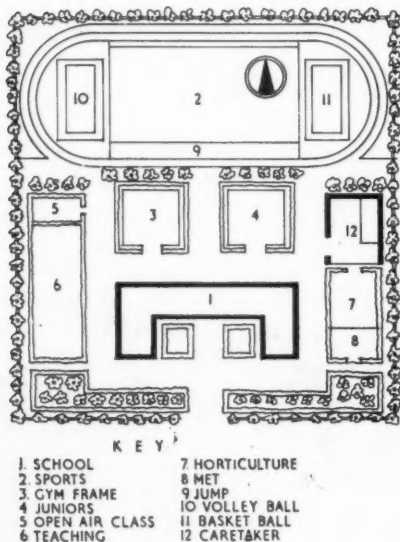 10
2
11
9
5
3
4
12
6
1
7
8
KEY
1. SCHOOL
2. SPORTS
3. GYM FRAME
4 JUNIORS
5 OPEN AIR CLASS
6 TEACHING
7. HORTICULTURE
8 MET
9 JUMP
10 VOLLEY BALL
11 BASKET BALL
12 CARETAKER